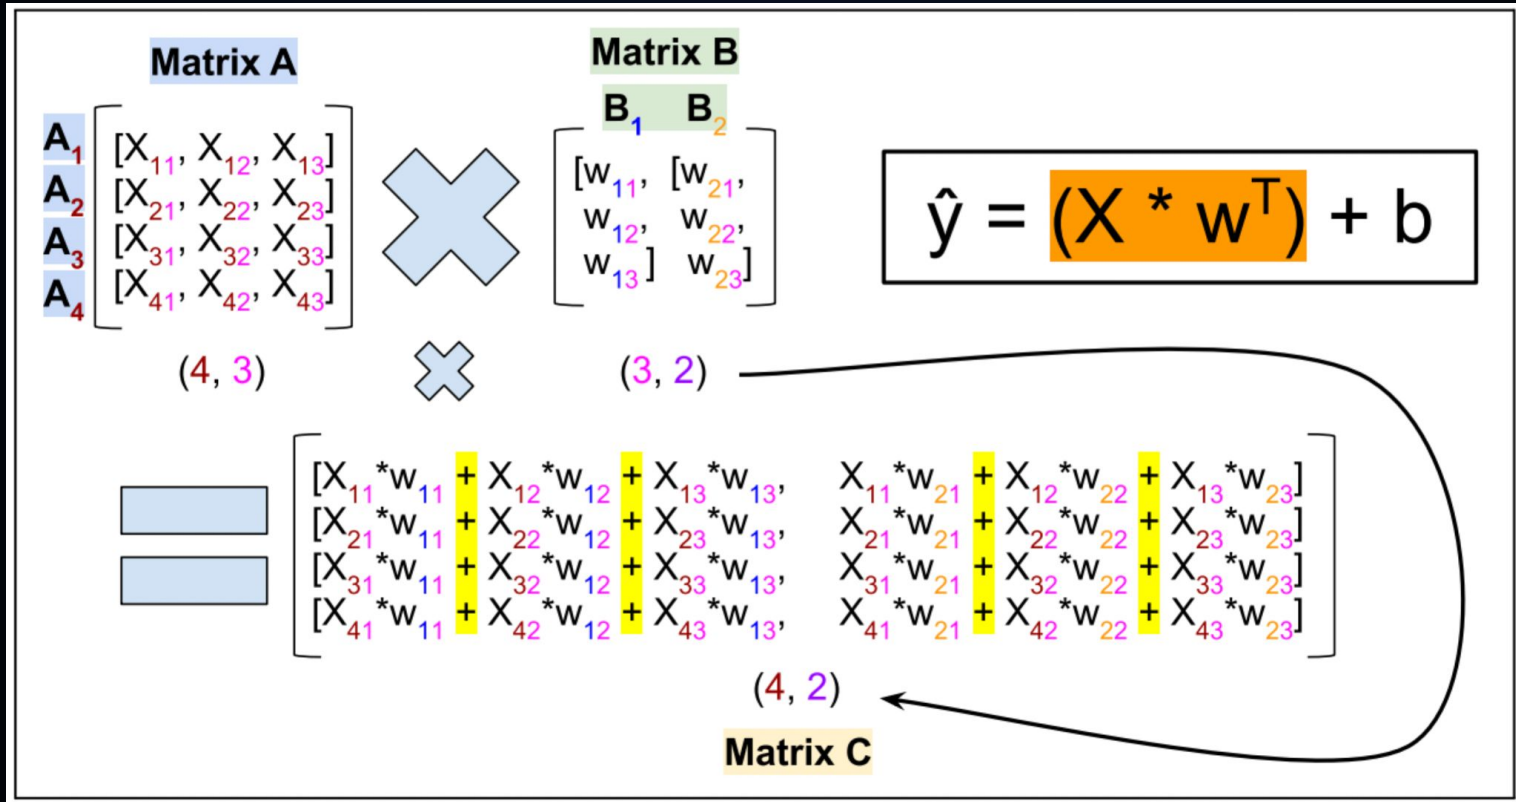 Matrix A
Matrix B
B₁ B₂
A₁ [X₁₁, X₁₂, X₁₃]
A₂ [X₂₁, X₂₂, X₂₃]
A₃ [X₃₁, X₃₂, X₃₃]
A₄ [X₄₁, X₄₂, X₄₃]
[w₁₁, [w₂₁,
w₁₂, w₂₂,
w₁₃ ] w₂₃]
ŷ = (X * wᵀ) + b
(4, 3)
(3, 2)
[X₁₁*w₁₁ + X₁₂*w₁₂ + X₁₃*w₁₃, X₁₁*w₂₁ + X₁₂*w₂₂ + X₁₃*w₂₃]
[X₂₁*w₁₁ + X₂₂*w₁₂ + X₂₃*w₁₃, X₂₁*w₂₁ + X₂₂*w₂₂ + X₂₃*w₂₃]
[X₃₁*w₁₁ + X₃₂*w₁₂ + X₃₃*w₁₃, X₃₁*w₂₁ + X₃₂*w₂₂ + X₃₃*w₂₃]
[X₄₁*w₁₁ + X₄₂*w₁₂ + X₄₃*w₁₃, X₄₁*w₂₁ + X₄₂*w₂₂ + X₄₃*w₂₃]
(4, 2)
Matrix C